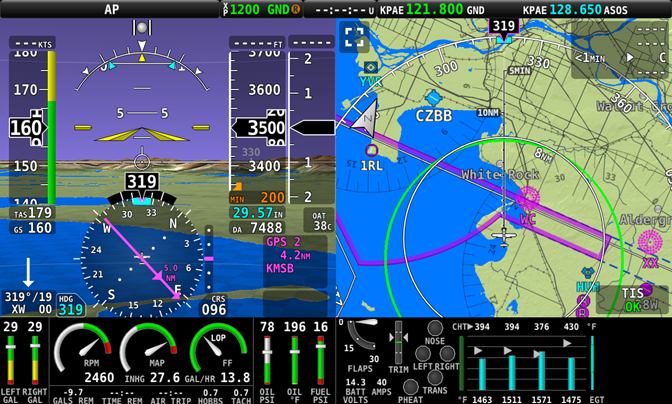 AP
1200 GND R
--:--:-- U
KPAE 121.800 GND
KPAE 128.650 ASOS
---- KTS
180
170
160
150
140
TAS 179
GS 160
5 5
319
---- FT
3700
3600
3500
330
3400
MIN 200
29.57 IN
DA 7488
2
1
1
2
OAT
38C
GPS 2
4.2NM
KMSB
319°/19
XW 00
HDG
319
CRS
096
30 33 N
W E
24 21 15 12
5.0
NM
319
300
330
360
5MIN
<1MIN
C
YVR
CZBB
10NM
8NM
1RL
N
White Rock
WC
Alderg
XX
HUH
8W
TIS
OK
29 29
LEFT GAL
RIGHT GAL
RPM
2460
MAP
INHG 27.6
LOP
FF
GAL/HR 13.8
-9.7
GALS REM
--:--
TIME REM
--:--
AIR TRIP
0.7
HOBBS
0.7
TACH
78 196 16
OIL PSI
OIL °F
FUEL PSI
0
15
30
FLAPS
14.3 40
BAT AMPS
VOLTS
TRIM
NOSE
LEFT RIGHT
TRANS
PHEAT
CHT 394 394 376 430 °F
°F 1463 1511 1571 1475 EGT